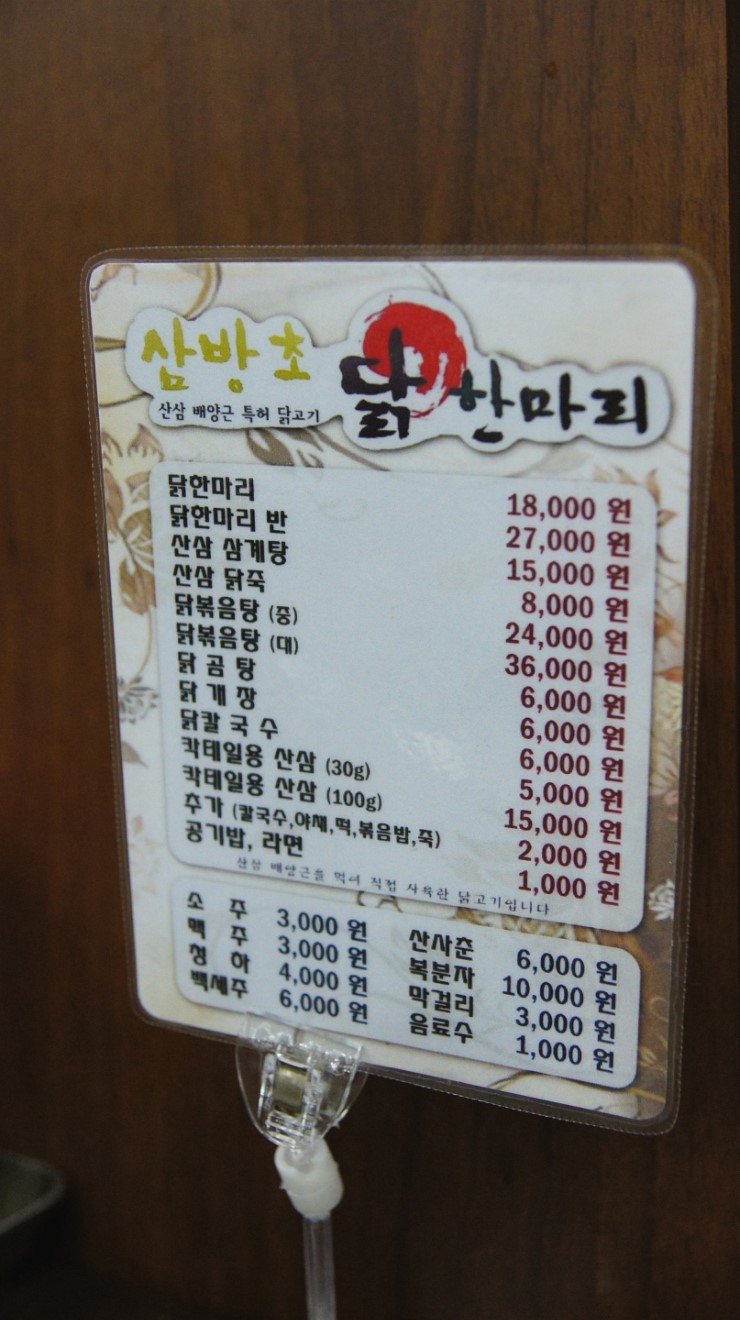 삼방초 닭한마리
산삼 배양근 특허 닭고기
닭한마리 18,000 원
닭한마리 반 27,000 원
산삼 삼계탕 15,000 원
산삼 닭죽 8,000 원
닭볶음탕 (중) 24,000 원
닭볶음탕 (대) 36,000 원
닭 곰 탕 6,000 원
닭 개 장 6,000 원
닭칼 국 수 6,000 원
칵테일용 산삼 (30g) 5,000 원
칵테일용 산삼 (100g) 15,000 원
추가 (칼국수,야채,떡,볶음밥,죽) 2,000 원
공기밥, 라면 1,000 원
산삼 배양근을 먹여 직접 사육한 닭고기입니다
소 주 3,000 원 산사춘 6,000 원
맥 주 3,000 원 복분자 10,000 원
청 하 4,000 원 막걸리 3,000 원
백세주 6,000 원 음료수 1,000 원